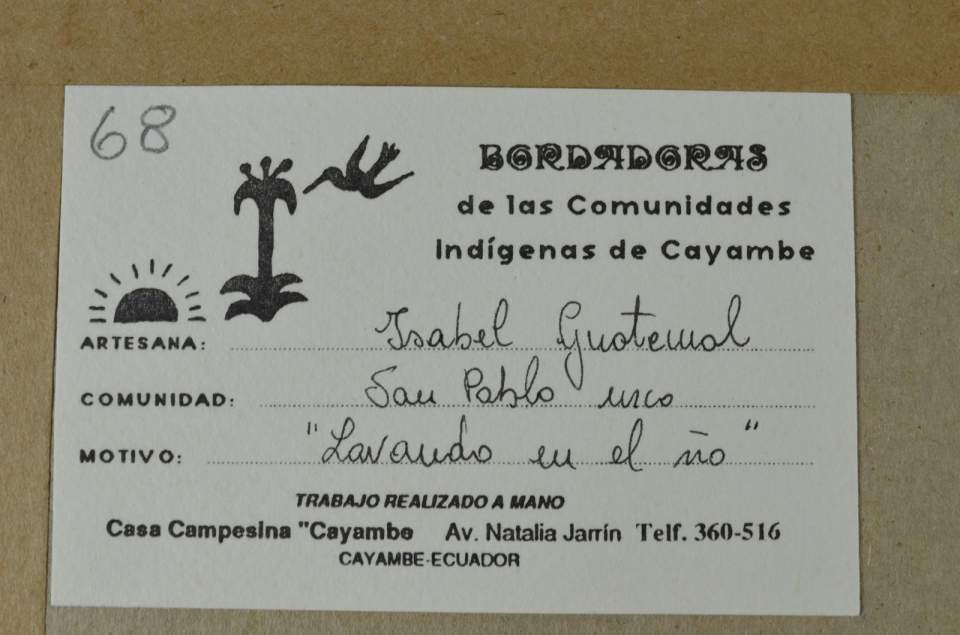 68
BORDADORAS
de las Comunidades
Indígenas de Cayambe
ARTESANA: Isabel Guatemal
COMUNIDAD: San Pablo urco
MOTIVO: "Lavando en el río"
TRABAJO REALIZADO A MANO
Casa Campesina "Cayambe Av. Natalia Jarrín Telf. 360-516
CAYAMBE-ECUADOR